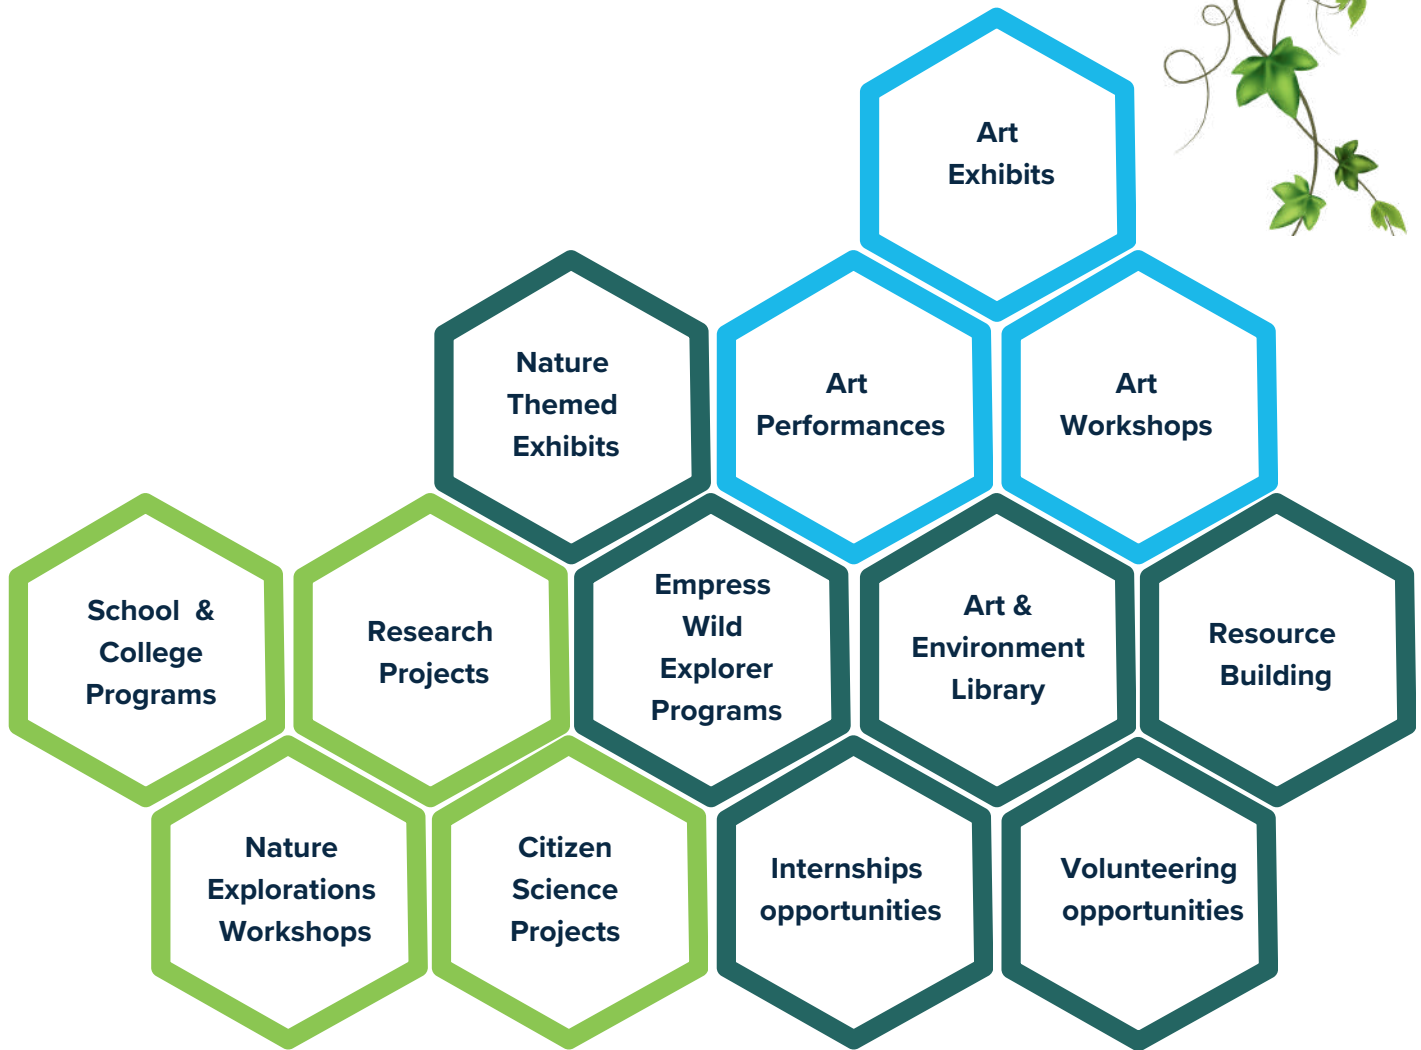 Art
Exhibits
Nature
Themed
Exhibits
Art
Performances
Art
Workshops
School & 
College
Programs
Research
Projects
Empress
Wild
Explorer
Programs
Art &
Environment
Library
Resource
Building
Nature
Explorations
Workshops
Citizen
Science
Projects
Internships
opportunities
Volunteering
opportunities